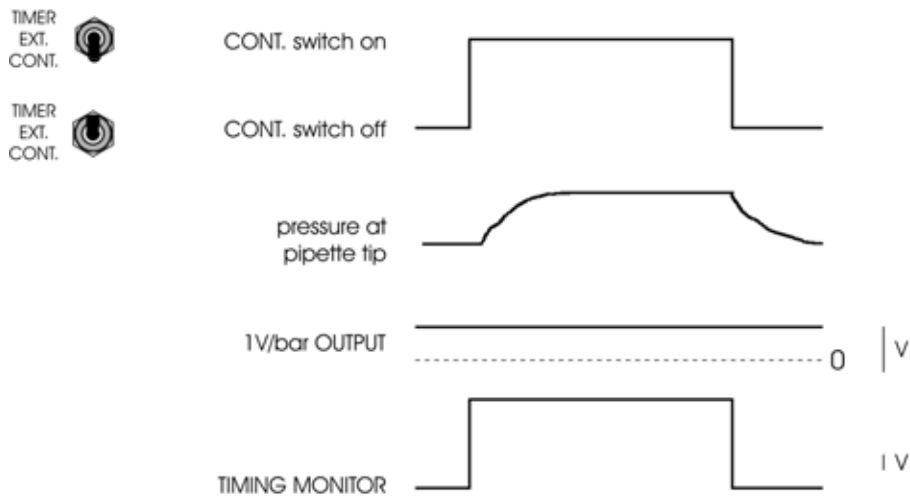 TIMER
EXT.
CONT.
CONT. switch on
TIMER
EXT.
CONT.
CONT. switch off
pressure at
pipette tip
1V/bar OUTPUT
0
V
TIMING MONITOR
V